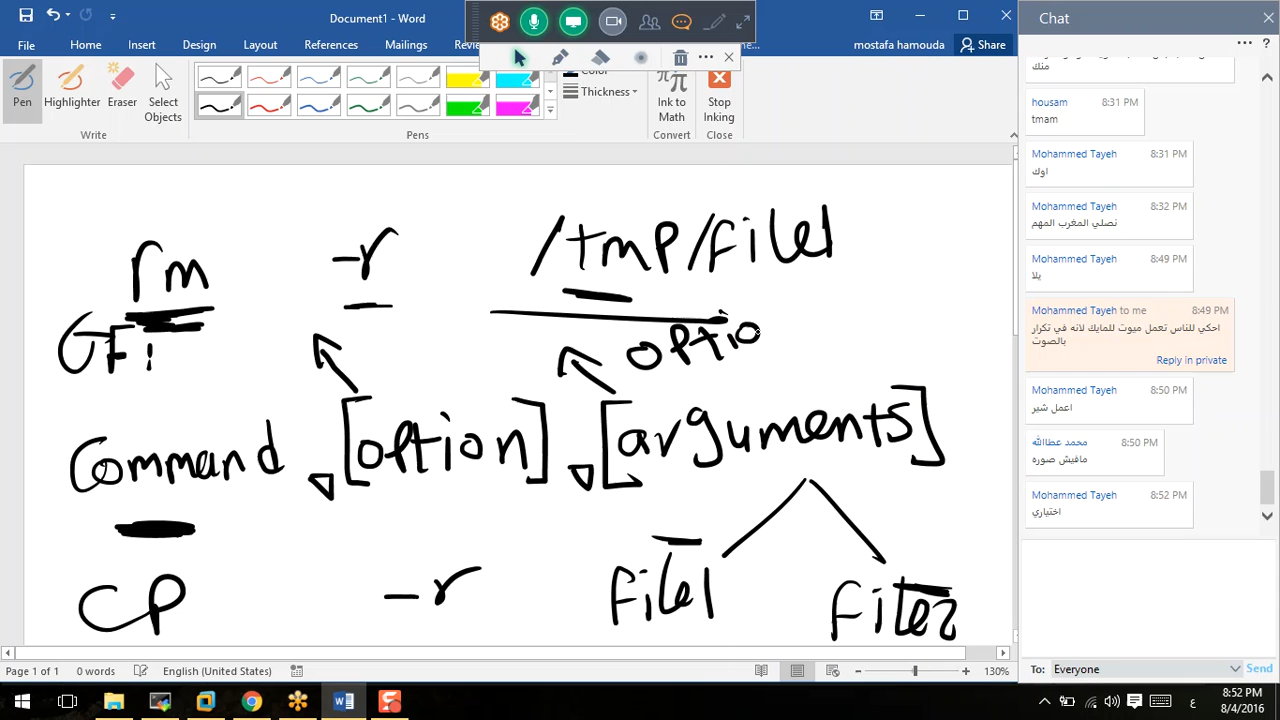 Document1 - Word
mostafa hamouda
Share
File Home Insert Design Layout References Mailings
Pen
Highlighter
Eraser
Select Objects
Write
Pens
Color
Thickness
Ink to Math
Convert
Stop Inking
Close
rm -r /tmp/file1
optio
Command [option] [arguments]
CP -r file1 file2
Page 1 of 1 0 words English (United States) 130%
Chat
منك
housam 8:31 PM
tmam
Mohammed Tayeh 8:31 PM
اوك
Mohammed Tayeh 8:32 PM
نصلي المغرب المهم
Mohammed Tayeh 8:49 PM
يلا
Mohammed Tayeh to me 8:49 PM
احكي للناس تعمل ميوت للمايك لانه في تكرار
بالصوت
Reply in private
Mohammed Tayeh 8:50 PM
اعمل شير
محمد عطاالله 8:50 PM
مافيش صوره
Mohammed Tayeh 8:52 PM
اختباري
To: Everyone Send
8:52 PM
8/4/2016